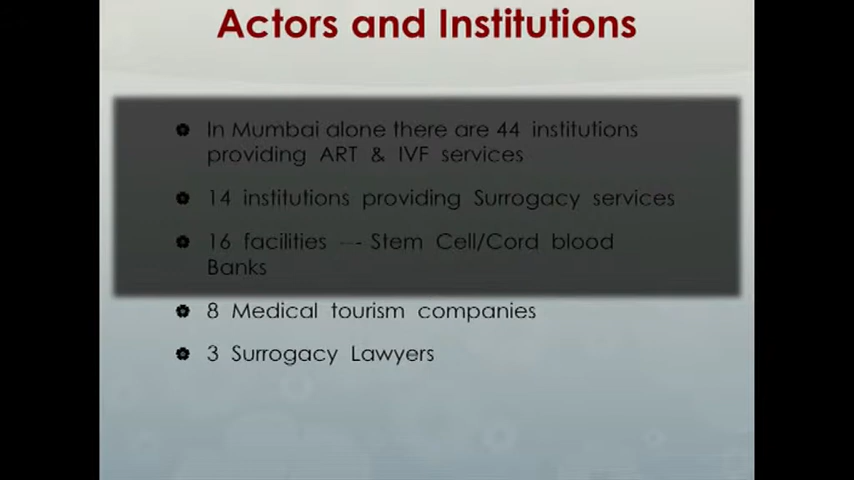 Actors and Institutions
In Mumbai alone there are 44 institutions
providing ART & IVF services
14 institutions providing Surrogacy services
16 facilities –- Stem Cell/Cord blood
Banks
8 Medical tourism companies
3 Surrogacy Lawyers